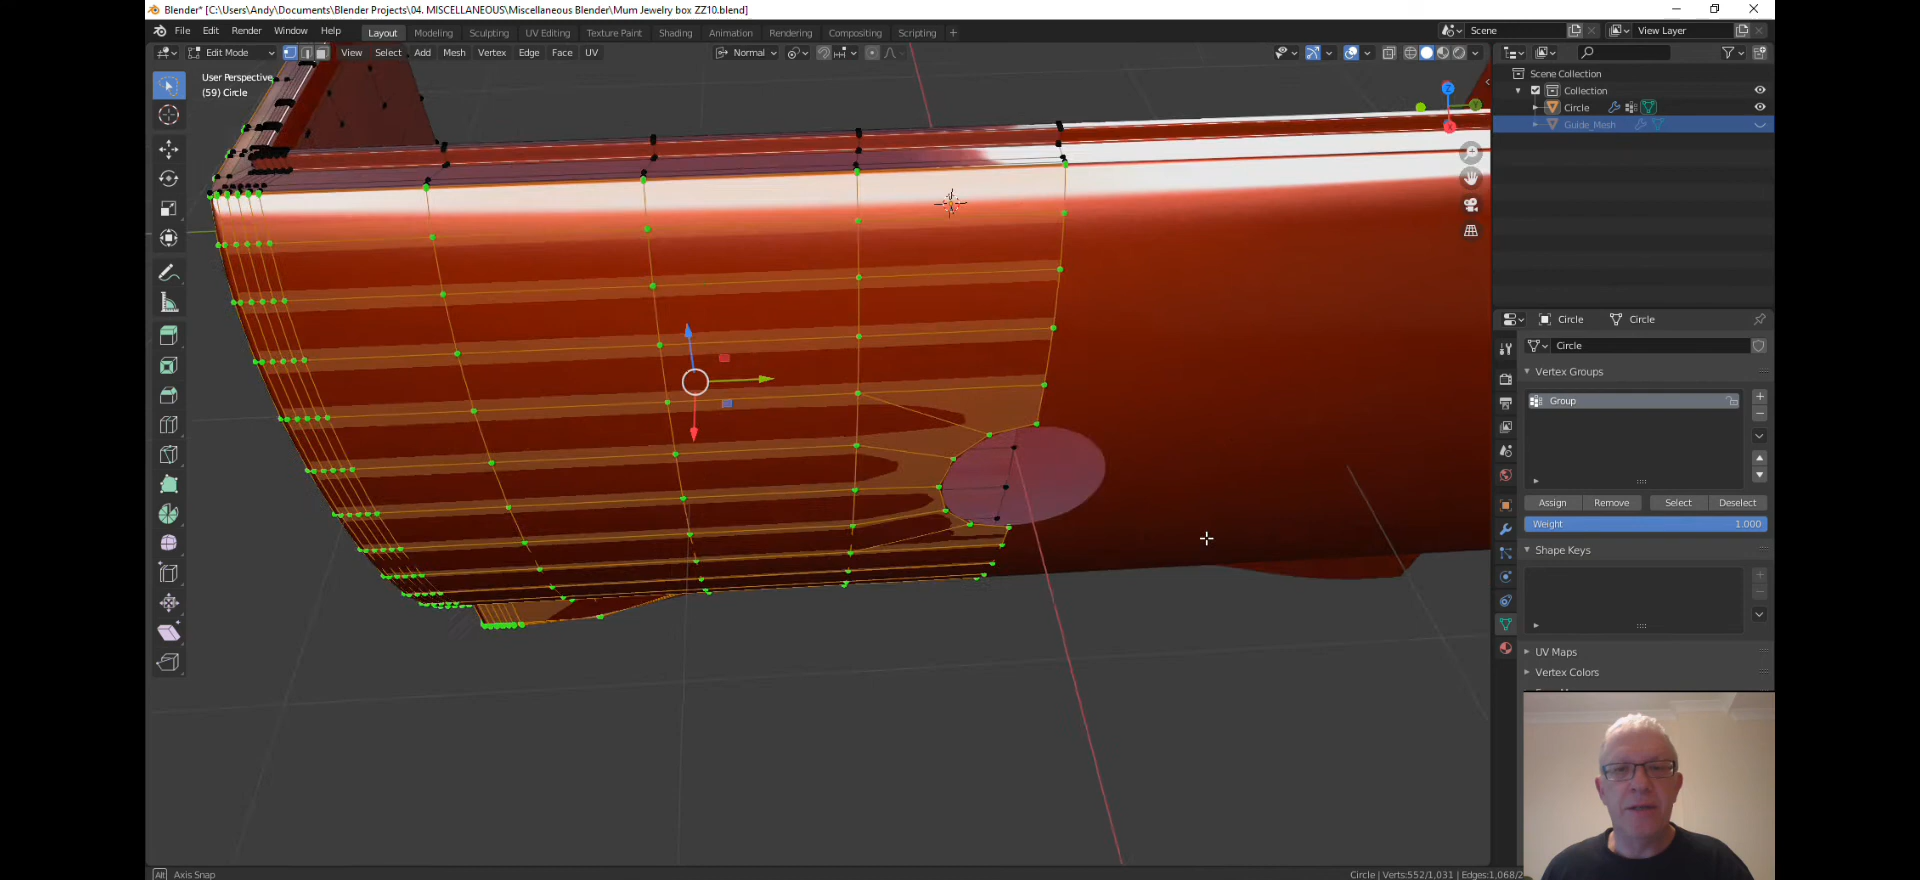 Blender* [C:\Users\Andy\Documents\Blender Projects\04. MISCELLANEOUS\Miscellaneous Blender\Mum Jewelry box ZZ10.blend]
File Edit Render Window Help Layout Modeling Sculpting UV Editing Texture Paint Shading Animation Rendering Compositing Scripting + Scene View Layer
Edit Mode View Select Add Mesh Vertex Edge Face UV Normal
User Perspective
(59) Circle
Scene Collection
Collection
Circle
Guide_Mesh
Z
Circle Circle
Circle
Vertex Groups
Group
Assign Remove Select Deselect
Weight 1.000
Shape Keys
UV Maps
Vertex Colors
Alt Axis Snap
Circle | Verts:552/1,031 | Edges:1,068/2